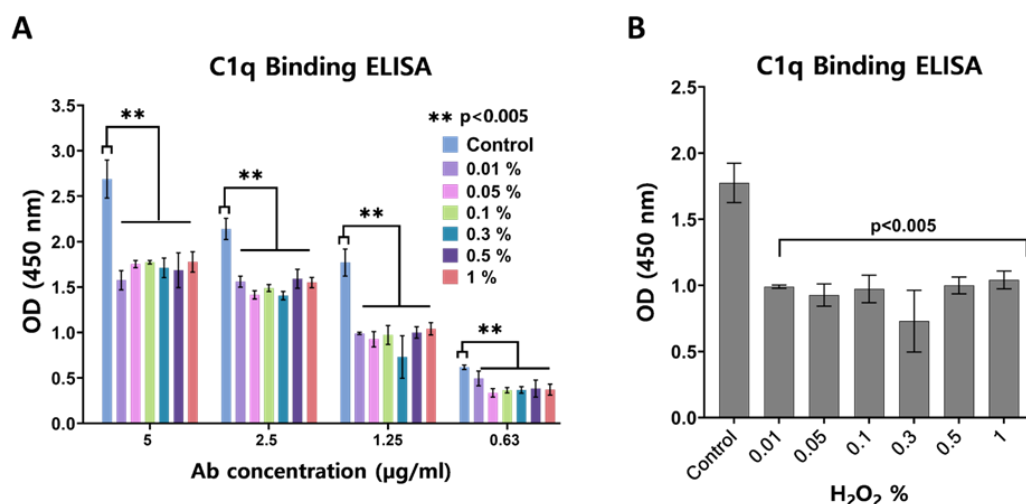 A
C1q Binding ELISA
OD (450 nm)
3.5
3.0
2.5
2.0
1.5
1.0
0.5
0.0
**
**
**
**
** p<0.005
Control
0.01 %
0.05 %
0.1 %
0.3 %
0.5 %
1 %
5
2.5
1.25
0.63
Ab concentration (µg/ml)
B
C1q Binding ELISA
OD (450 nm)
2.5
2.0
1.5
1.0
0.5
0.0
p<0.005
Control
0.01
0.05
0.1
0.3
0.5
1
H₂O₂ %